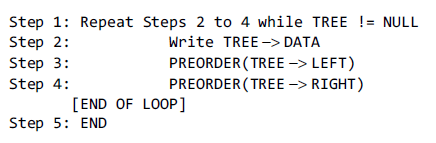 Step 1: Repeat Steps 2 to 4 while TREE != NULL
Step 2: Write TREE->DATA
Step 3: PREORDER(TREE->LEFT)
Step 4: PREORDER(TREE->RIGHT)
[END OF LOOP]
Step 5: END